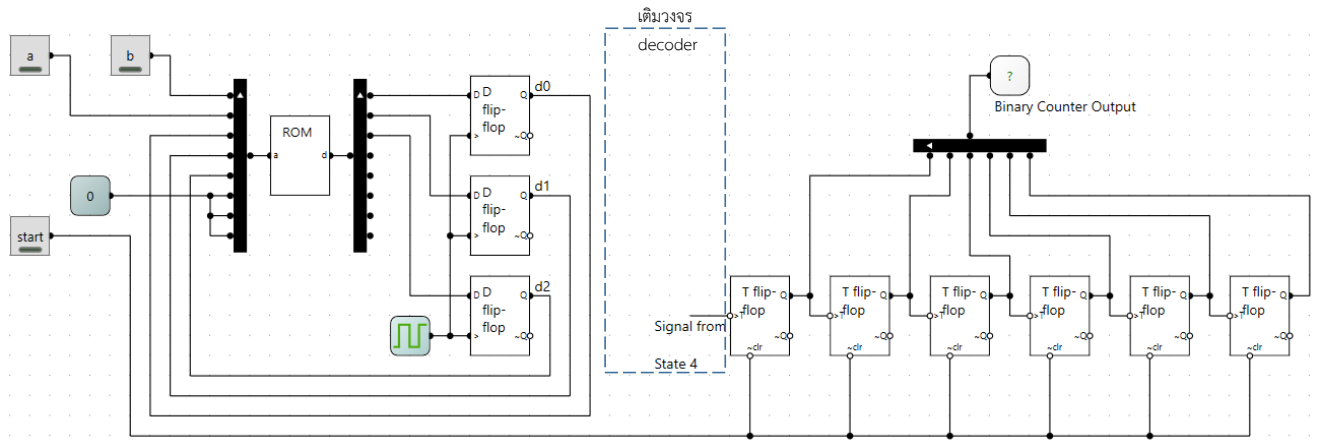 เติมวงจร
decoder
a
b
ROM
a
d
0
start
d0
D
D
flip-
flop
>
Q
~Q
d1
D
D
flip-
flop
>
Q
~Q
d2
D
D
flip-
flop
>
Q
~Q
Signal from
State 4
?
Binary Counter Output
T flip-
flop
>T
Q
~Q
~clr
T flip-
flop
>T
Q
~Q
~clr
T flip-
flop
>T
Q
~Q
~clr
T flip-
flop
>T
Q
~Q
~clr
T flip-
flop
>T
Q
~Q
~clr
T flip-
flop
>T
Q
~Q
~clr